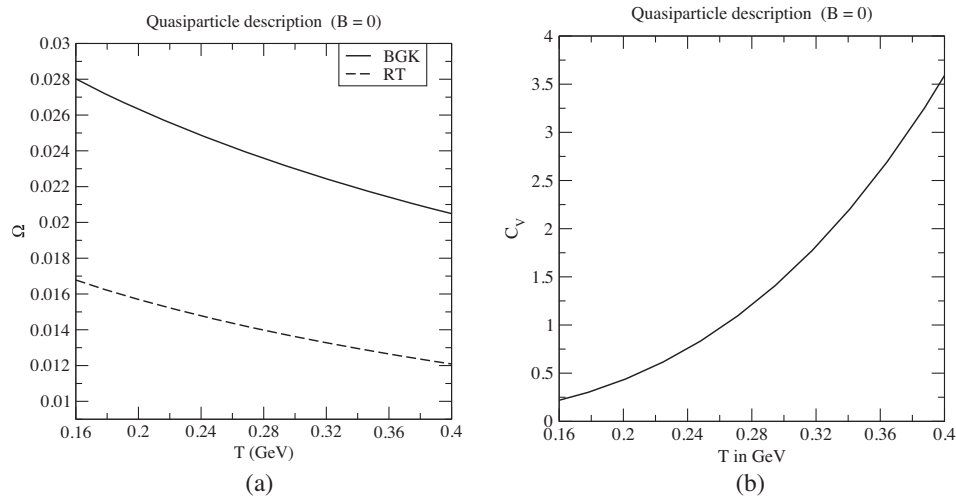 Quasiparticle description (B = 0)
0.03
0.028
0.026
0.024
0.022
0.02
0.018
0.016
0.014
0.012
0.01
Ω
BGK
RT
0.16 0.2 0.24 0.28 0.32 0.36 0.4
T (GeV)
(a)
Quasiparticle description (B = 0)
4
3.5
3
2.5
2
1.5
1
0.5
0
C_V
0.16 0.2 0.24 0.28 0.32 0.36 0.4
T in GeV
(b)